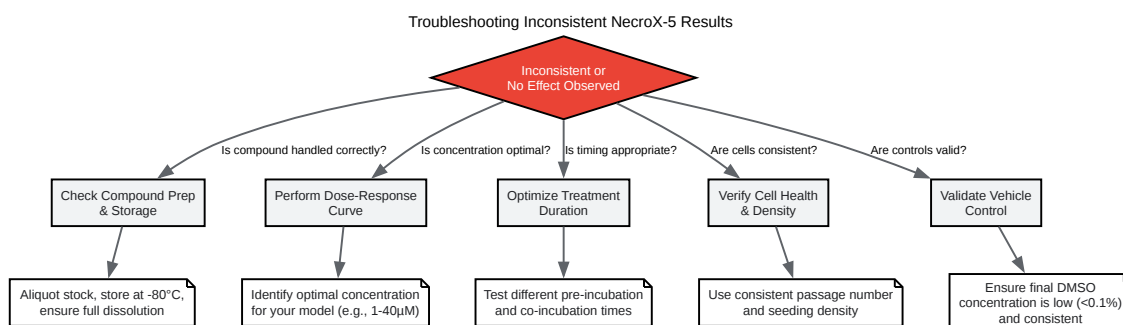 Troubleshooting Inconsistent NecroX-5 Results
Inconsistent or
No Effect Observed
Is compound handled correctly?
Is concentration optimal?
Is timing appropriate?
Are cells consistent?
Are controls valid?
Check Compound Prep
& Storage
Perform Dose-Response
Curve
Optimize Treatment
Duration
Verify Cell Health
& Density
Validate Vehicle
Control
Aliquot stock, store at -80°C,
ensure full dissolution
Identify optimal concentration
for your model (e.g., 1-40µM)
Test different pre-incubation
and co-incubation times
Use consistent passage number
and seeding density
Ensure final DMSO
concentration is low (<0.1%)
and consistent